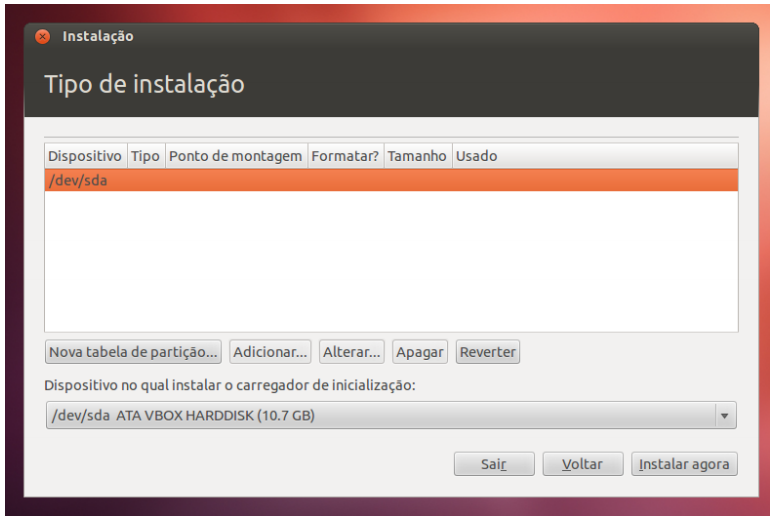 Instalação
Tipo de instalação
Dispositivo Tipo Ponto de montagem Formatar? Tamanho Usado
/dev/sda
Nova tabela de partição... Adicionar... Alterar... Apagar Reverter
Dispositivo no qual instalar o carregador de inicialização:
/dev/sda ATA VBOX HARDDISK (10.7 GB)
Sair Voltar Instalar agora